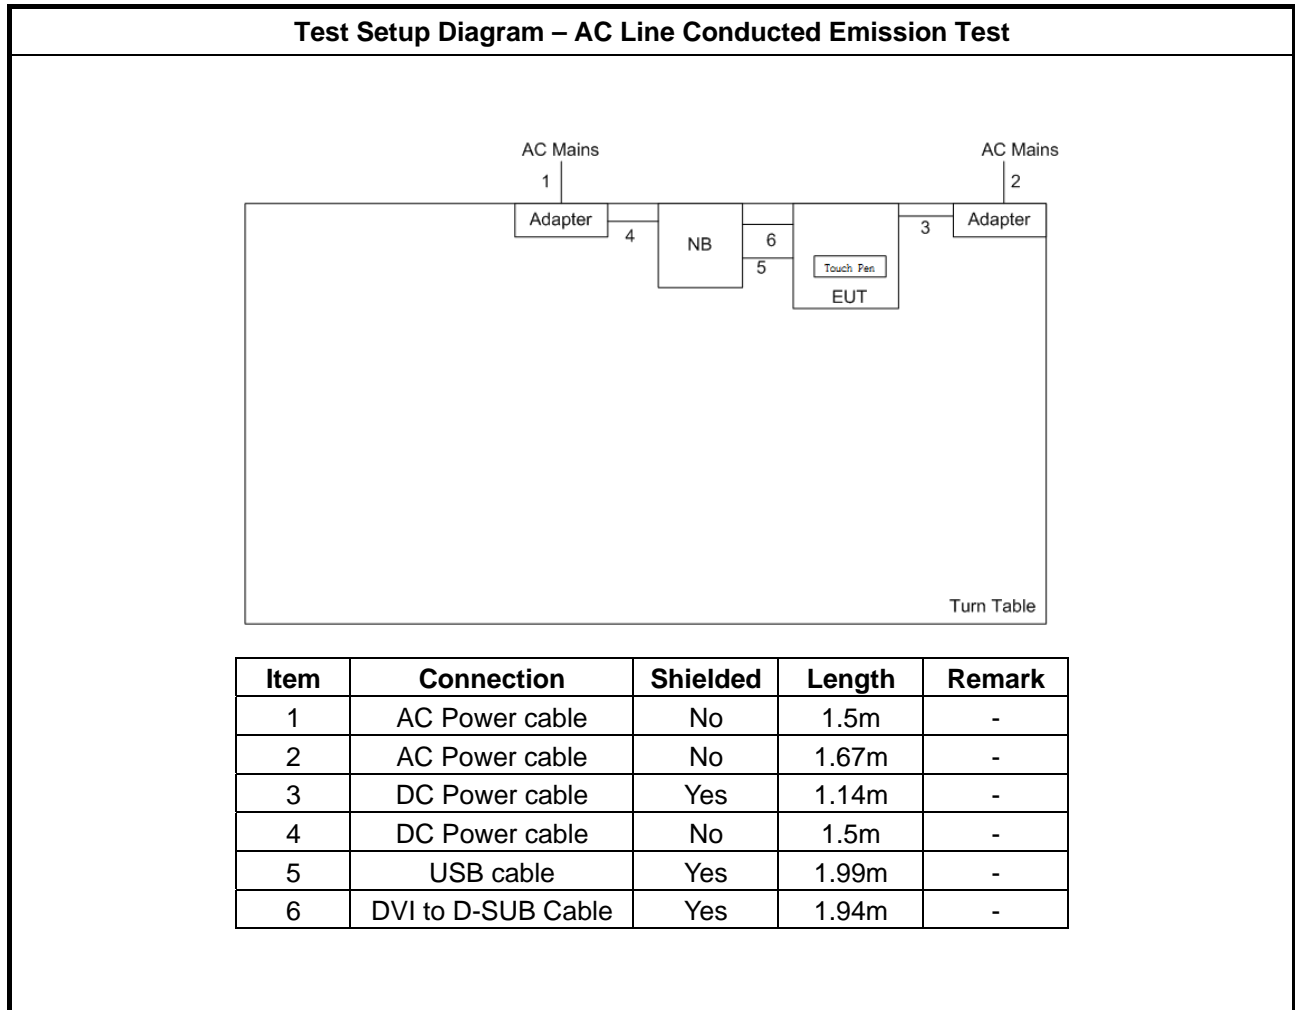 Test Setup Diagram – AC Line Conducted Emission Test
AC Mains AC Mains
1 2
Adapter 4 NB 6 5 Touch Pen EUT 3 Adapter
Turn Table
Item Connection Shielded Length Remark
1 AC Power cable No 1.5m -
2 AC Power cable No 1.67m -
3 DC Power cable Yes 1.14m -
4 DC Power cable No 1.5m -
5 USB cable Yes 1.99m -
6 DVI to D-SUB Cable Yes 1.94m -